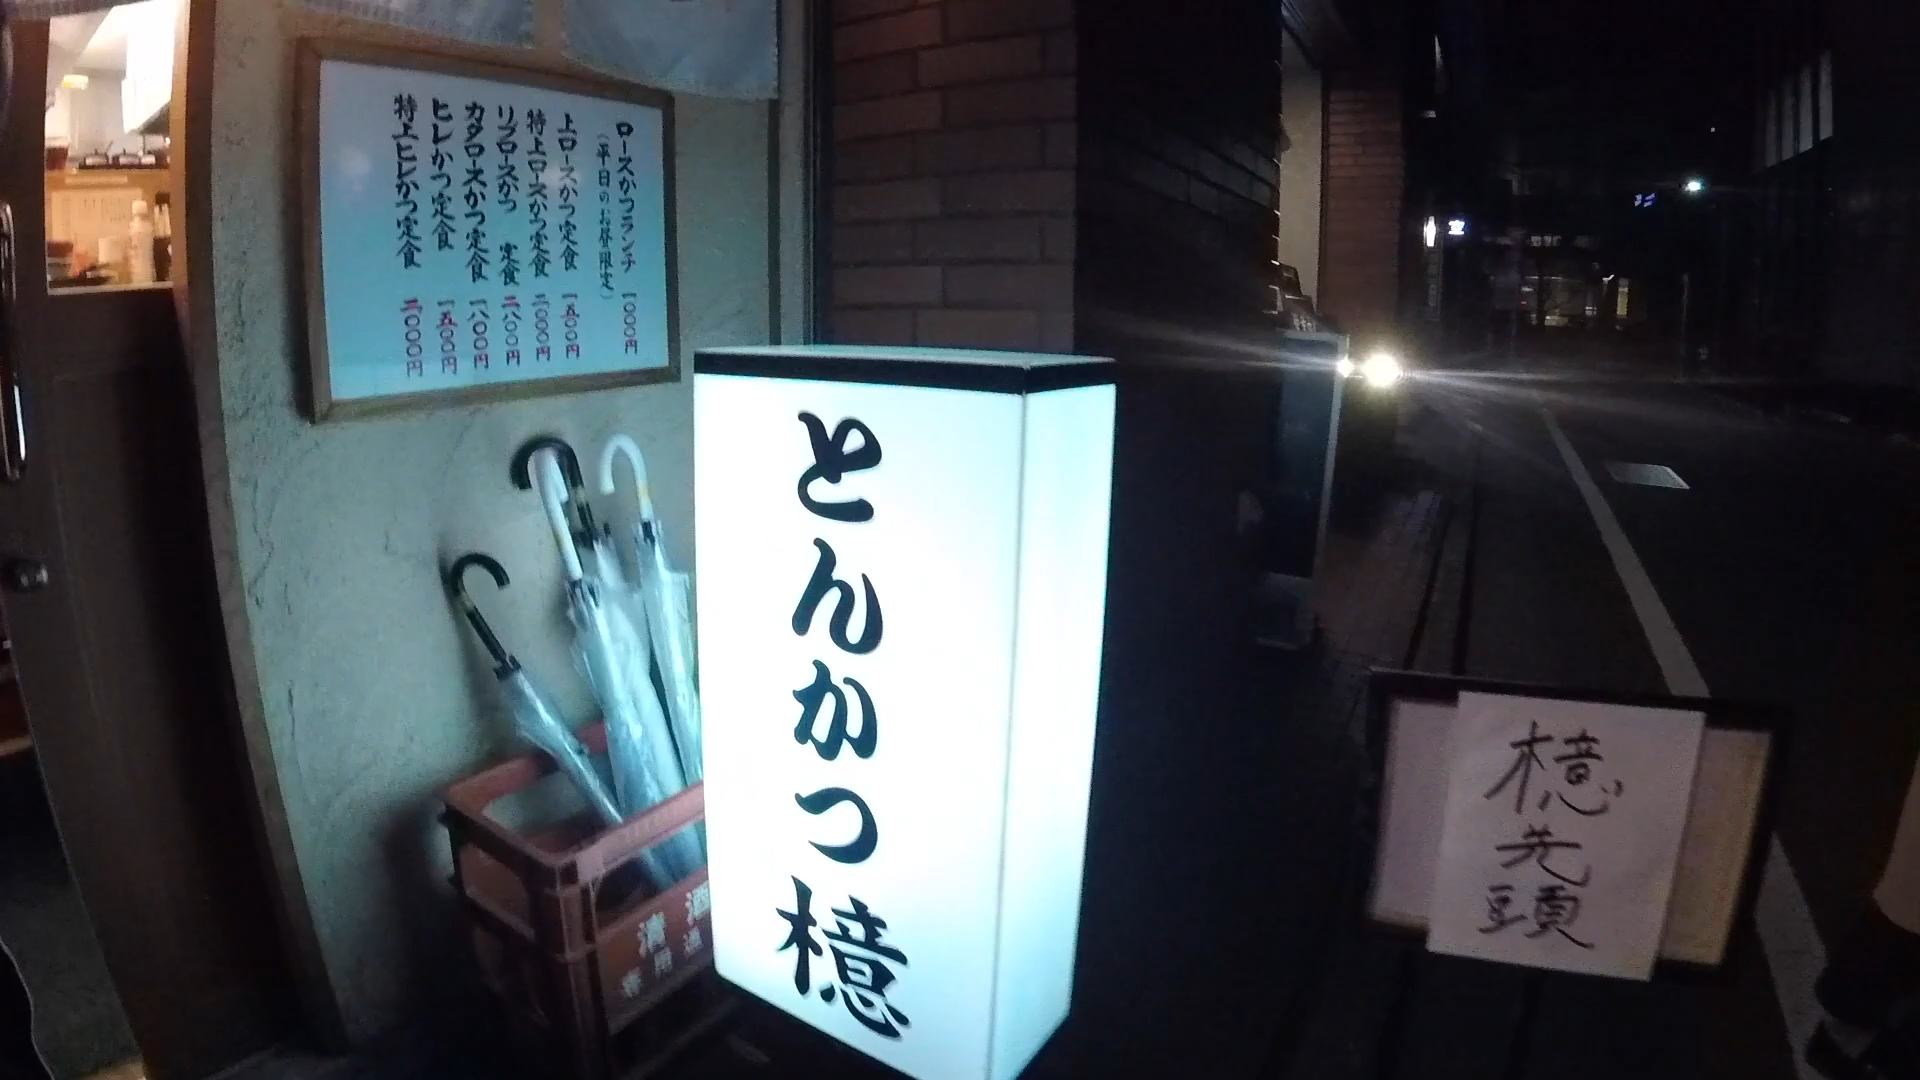 ロースかつランチ 一〇〇〇円
(平日のお昼限定)
上ロースかつ定食 一五〇〇円
特上ロースかつ定食 二〇〇〇円
リブロースかつ 定食 二八〇〇円
カタロースかつ定食 一八〇〇円
ヒレかつ定食 一五〇〇円
特上ヒレかつ定食 二〇〇〇円
とんかつ檍
檍先頭
清酒